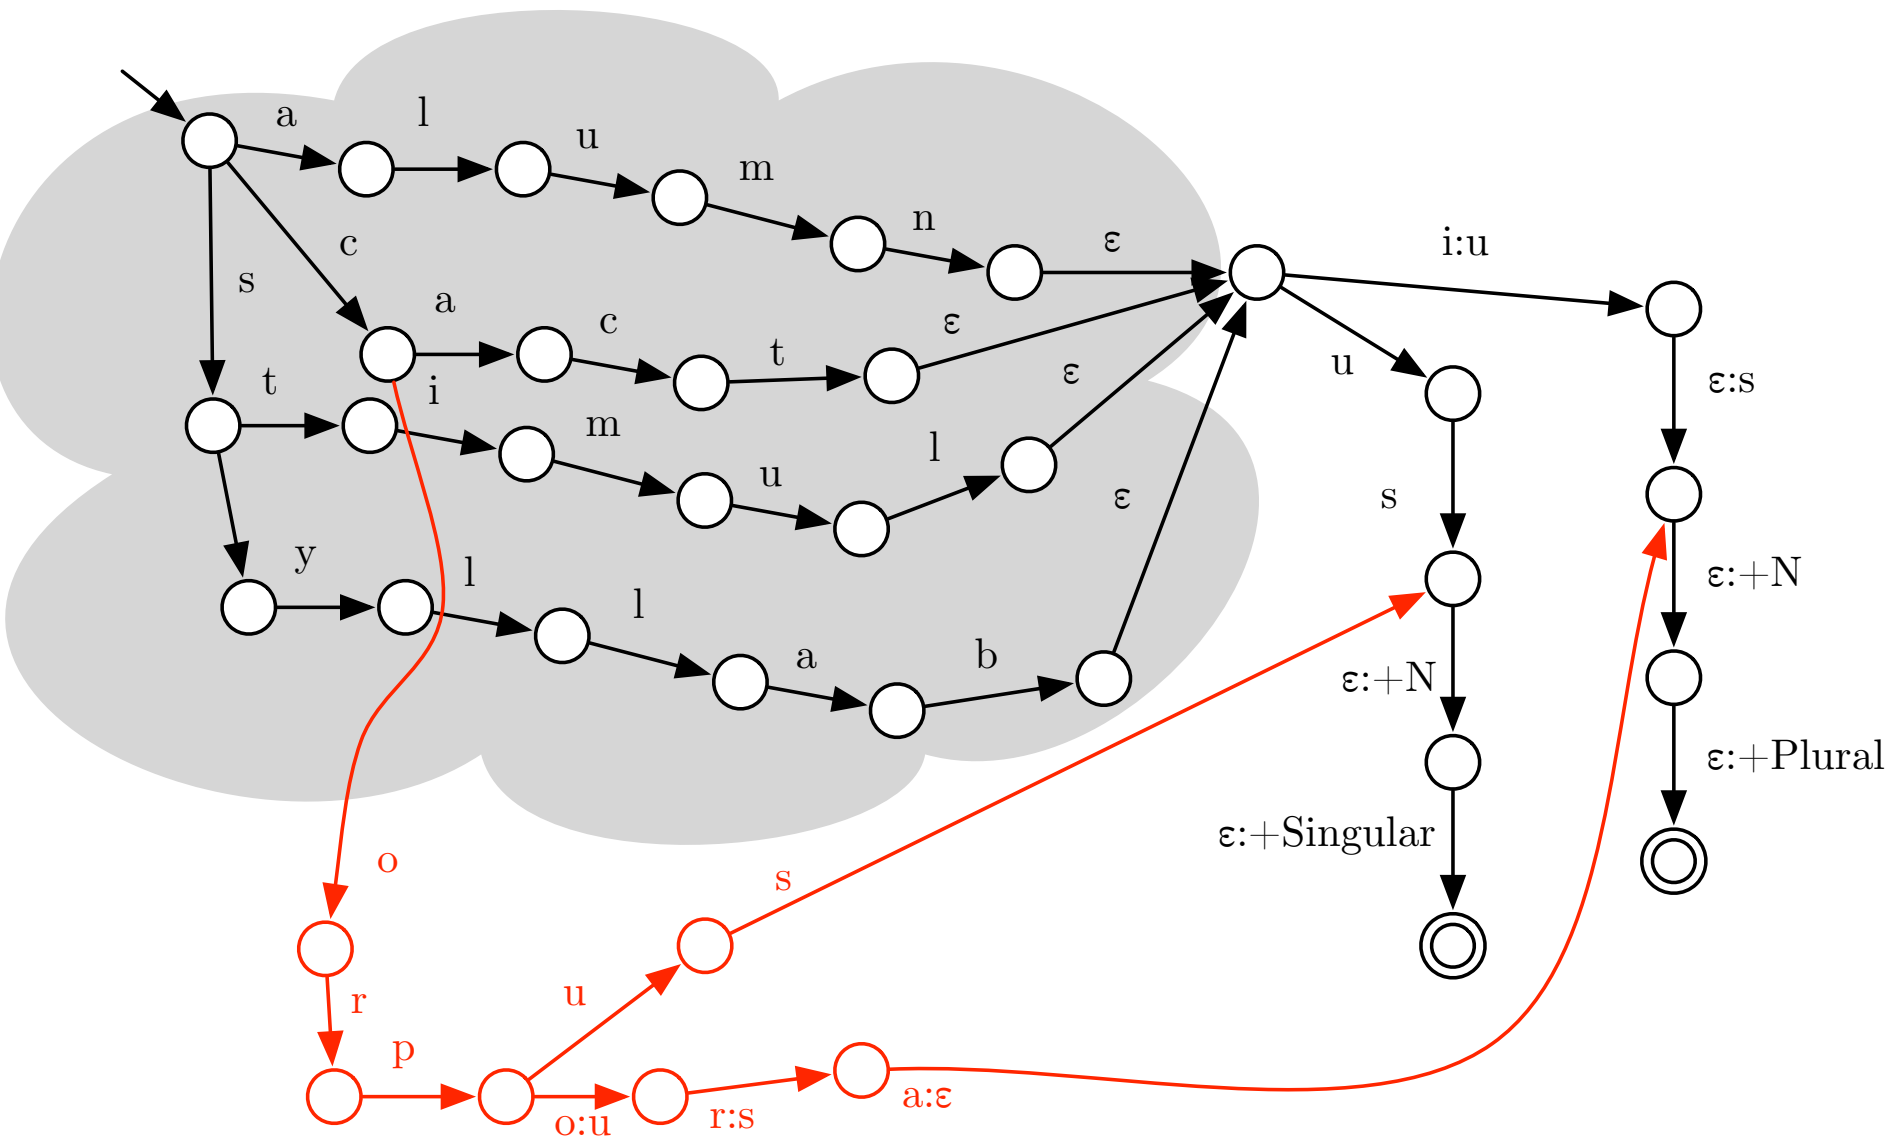 a
l
u
m
n
ε
i:u
c
s
a
c
t
ε
u
ε:s
t
i
m
u
l
ε
s
ε:+N
y
l
l
a
b
ε
ε:+N
ε:+Plural
ε:+Singular
o
s
r
u
p
o:u
r:s
a:ε